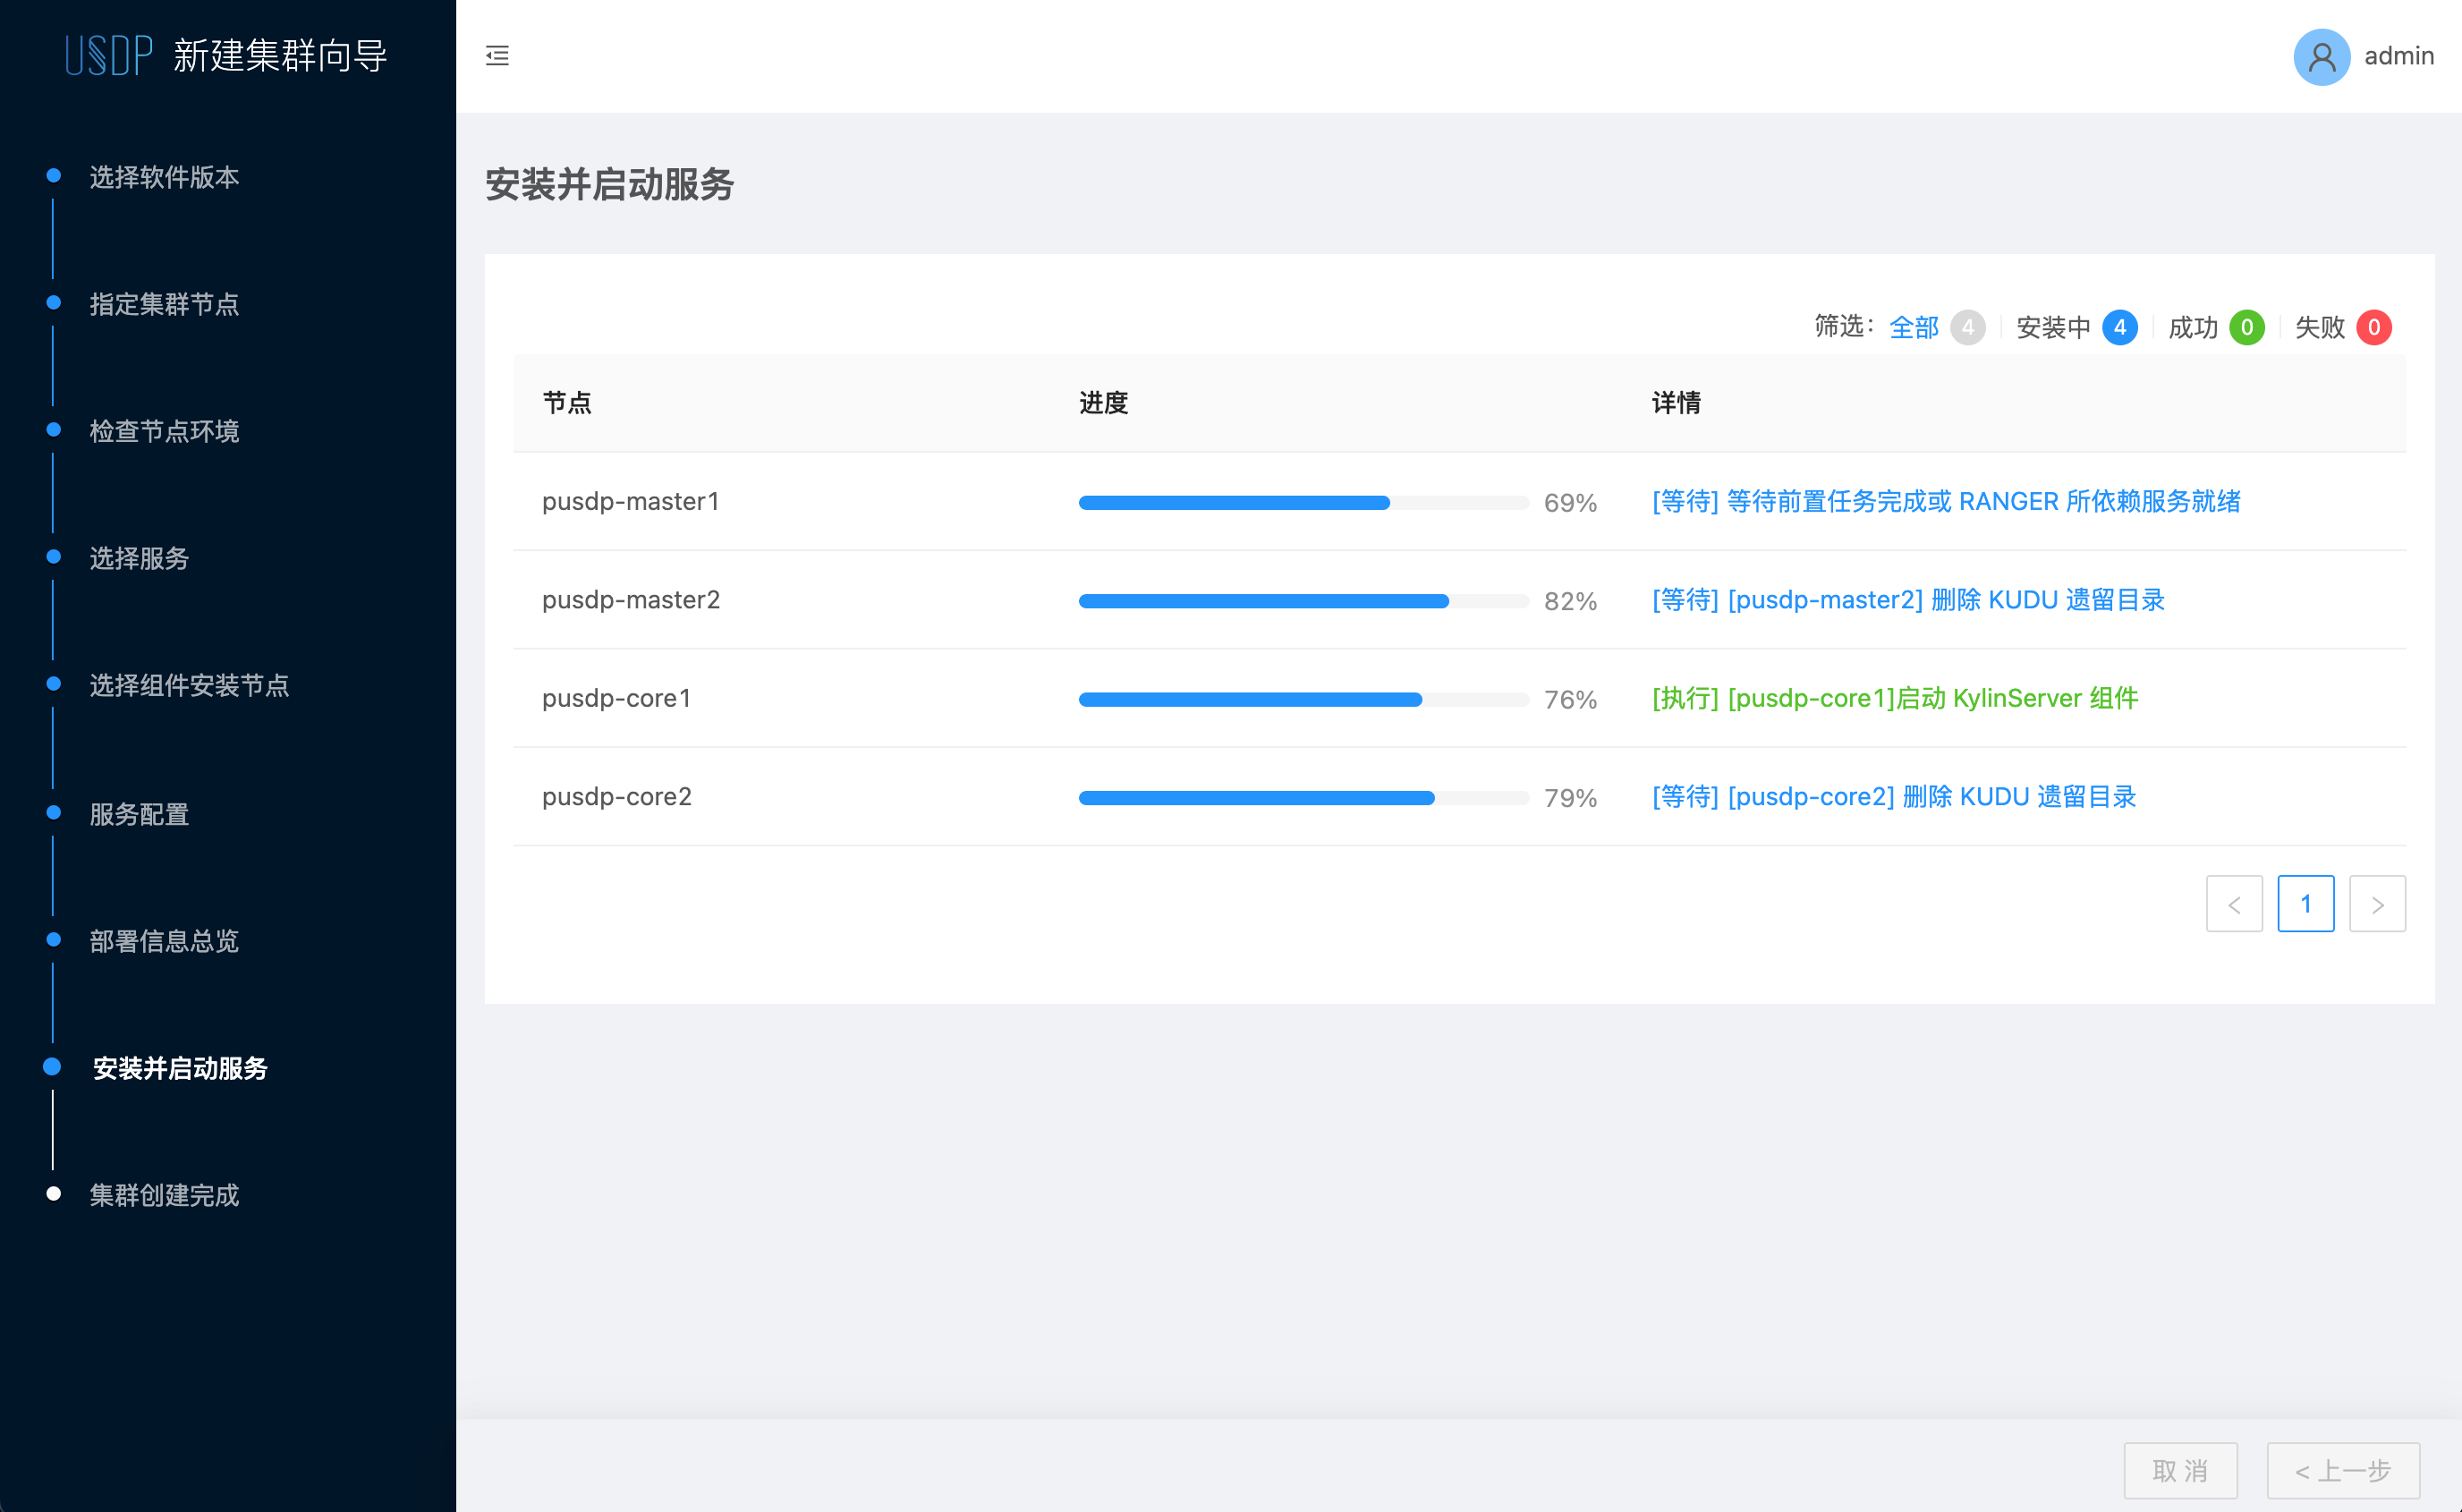 USDP 新建集群向导
admin
选择软件版本
指定集群节点
检查节点环境
选择服务
选择组件安装节点
服务配置
部署信息总览
安装并启动服务
集群创建完成
安装并启动服务
筛选： 全部 4 安装中 4 成功 0 失败 0
节点 进度 详情
pusdp-master1 69% [等待] 等待前置任务完成或 RANGER 所依赖服务就绪
pusdp-master2 82% [等待] [pusdp-master2] 删除 KUDU 遗留目录
pusdp-core1 76% [执行] [pusdp-core1]启动 KylinServer 组件
pusdp-core2 79% [等待] [pusdp-core2] 删除 KUDU 遗留目录
< 1 >
取 消 < 上一步